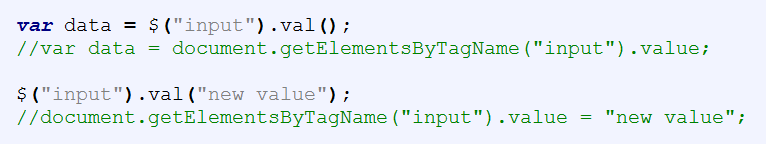 var data = $("input").val();
//var data = document.getElementsByTagName("input").value;
$("input").val("new value");
//document.getElementsByTagName("input").value = "new value";